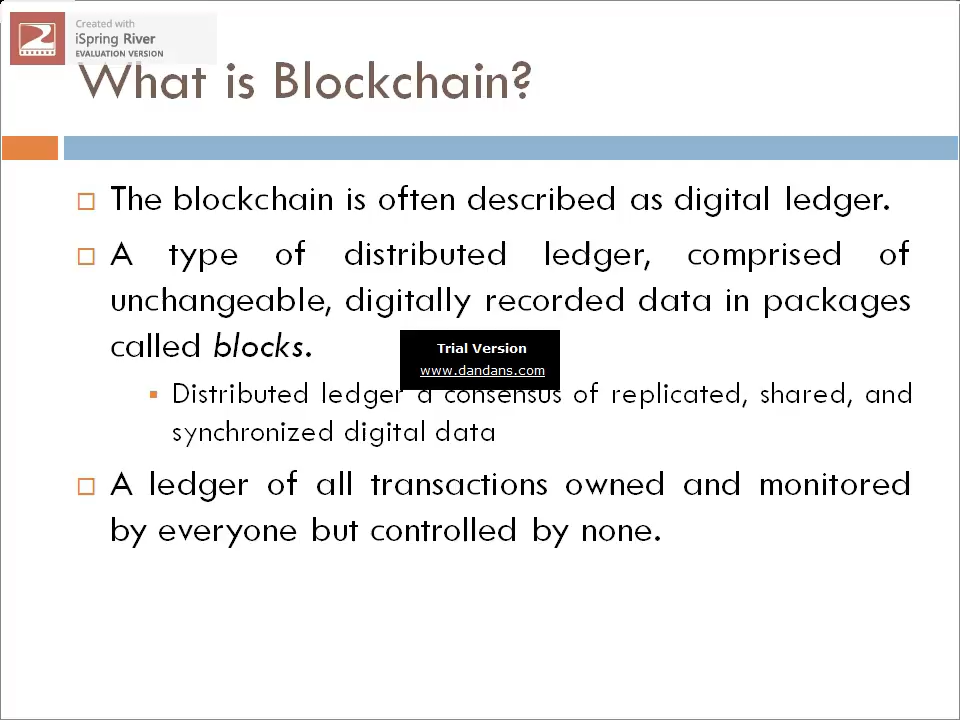 Created with
iSpring River
EVALUATION VERSION
What is Blockchain?
The blockchain is often described as digital ledger.
A type of distributed ledger, comprised of
unchangeable, digitally recorded data in packages
called blocks.
Trial Version
www.dandans.com
Distributed ledger a consensus of replicated, shared, and
synchronized digital data
A ledger of all transactions owned and monitored
by everyone but controlled by none.